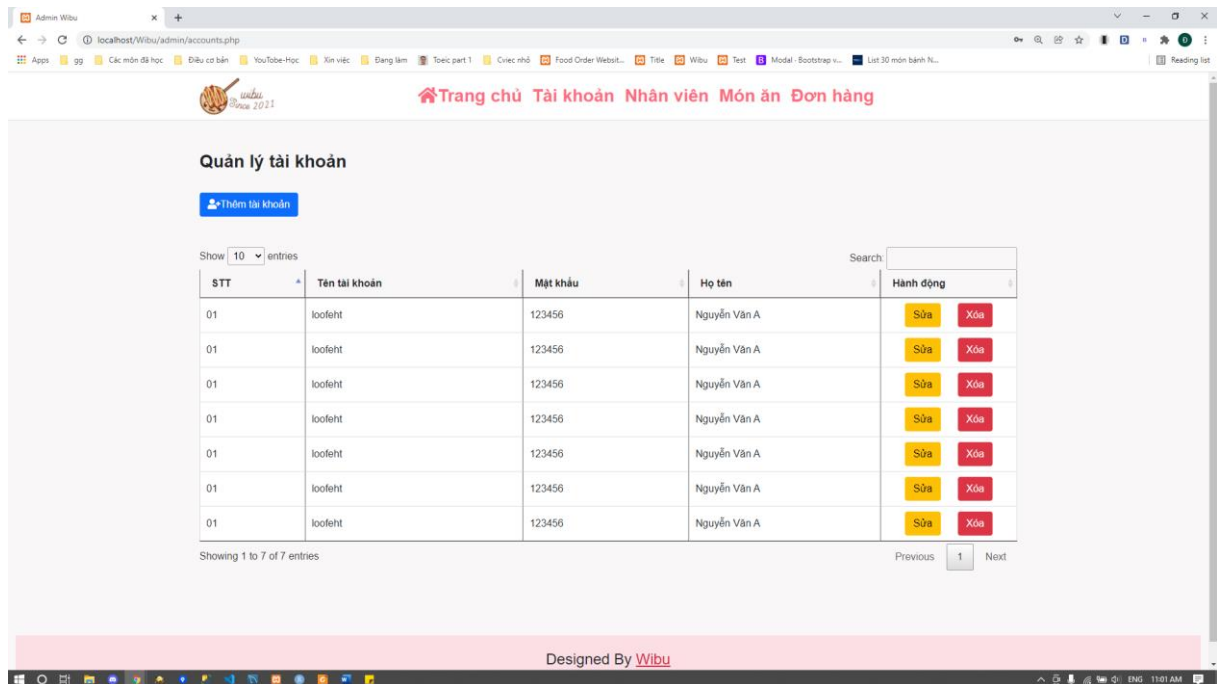 Admin Wibu
localhost/Wibu/admin/accounts.php
Apps gg Các môn đã học Điều cơ bản YouTobe-Học Xin việc Đang làm Toeic part 1 Cviec nhỏ Food Order Websit... Title Wibu Test Modal - Bootstrap v... List 30 món bánh N... Reading list
wibu
Since 2021
Trang chủ Tài khoản Nhân viên Món ăn Đơn hàng
Quản lý tài khoản
Thêm tài khoản
Show 10 entries Search:
STT Tên tài khoản Mật khẩu Họ tên Hành động
01 loofeht 123456 Nguyễn Văn A Sửa Xóa
01 loofeht 123456 Nguyễn Văn A Sửa Xóa
01 loofeht 123456 Nguyễn Văn A Sửa Xóa
01 loofeht 123456 Nguyễn Văn A Sửa Xóa
01 loofeht 123456 Nguyễn Văn A Sửa Xóa
01 loofeht 123456 Nguyễn Văn A Sửa Xóa
01 loofeht 123456 Nguyễn Văn A Sửa Xóa
Showing 1 to 7 of 7 entries Previous 1 Next
Designed By Wibu
ENG 11:01 AM